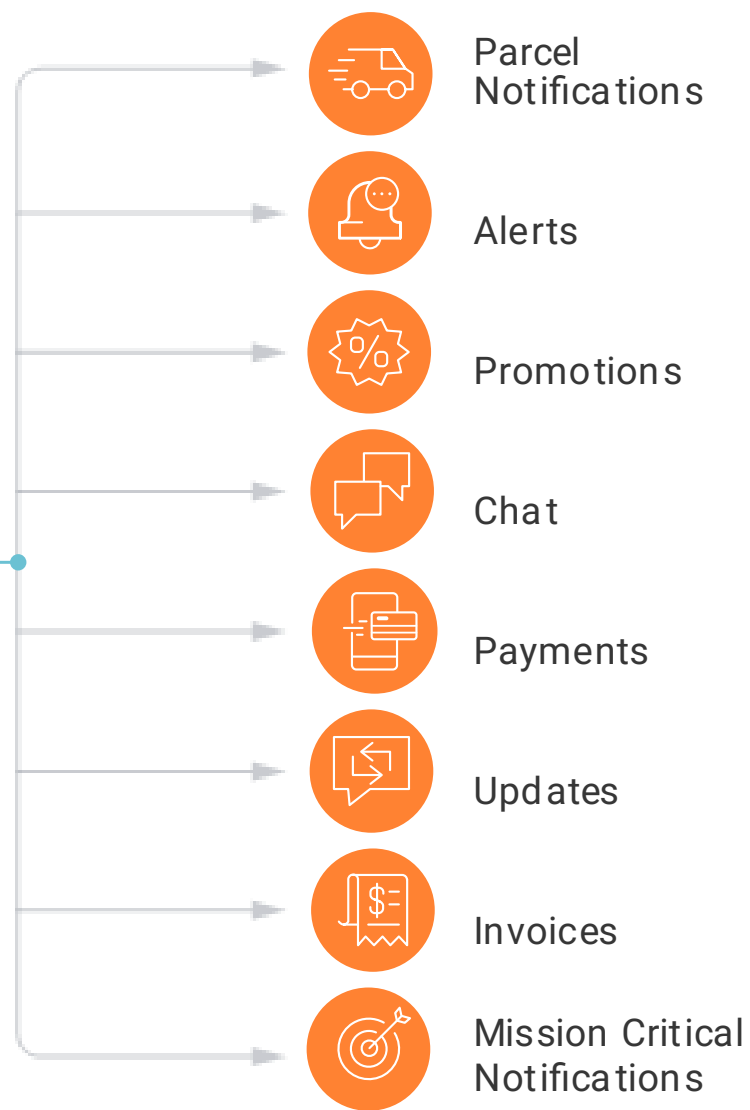 Parcel
Notifications
Alerts
Promotions
Chat
Payments
Updates
Invoices
Mission Critical
Notifications